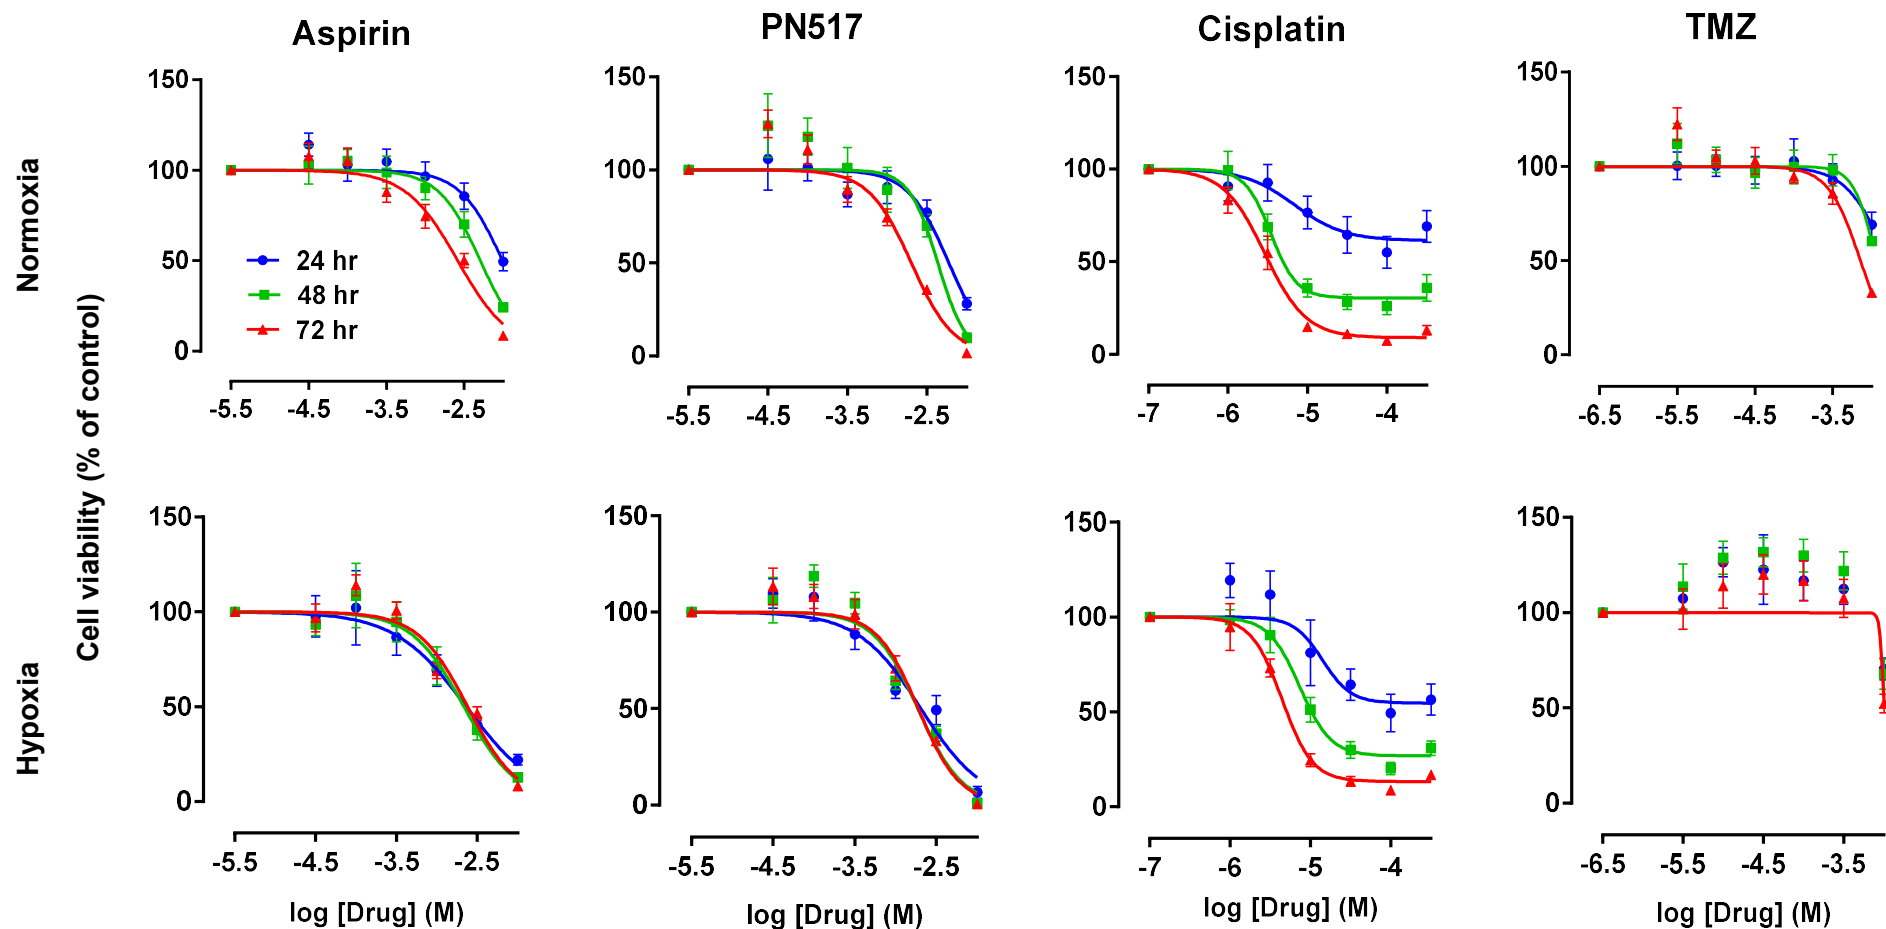 Aspirin
PN517
Cisplatin
TMZ
Normoxia
Hypoxia
Cell viability (% of control)
150
100
50
0
24 hr
48 hr
72 hr
-5.5 -4.5 -3.5 -2.5
150
100
50
0
-5.5 -4.5 -3.5 -2.5
150
100
50
0
-7 -6 -5 -4
150
100
50
0
-6.5 -5.5 -4.5 -3.5
150
100
50
0
-5.5 -4.5 -3.5 -2.5
log [Drug] (M)
150
100
50
0
-5.5 -4.5 -3.5 -2.5
log [Drug] (M)
150
100
50
0
-7 -6 -5 -4
log [Drug] (M)
150
100
50
0
-6.5 -5.5 -4.5 -3.5
log [Drug] (M)